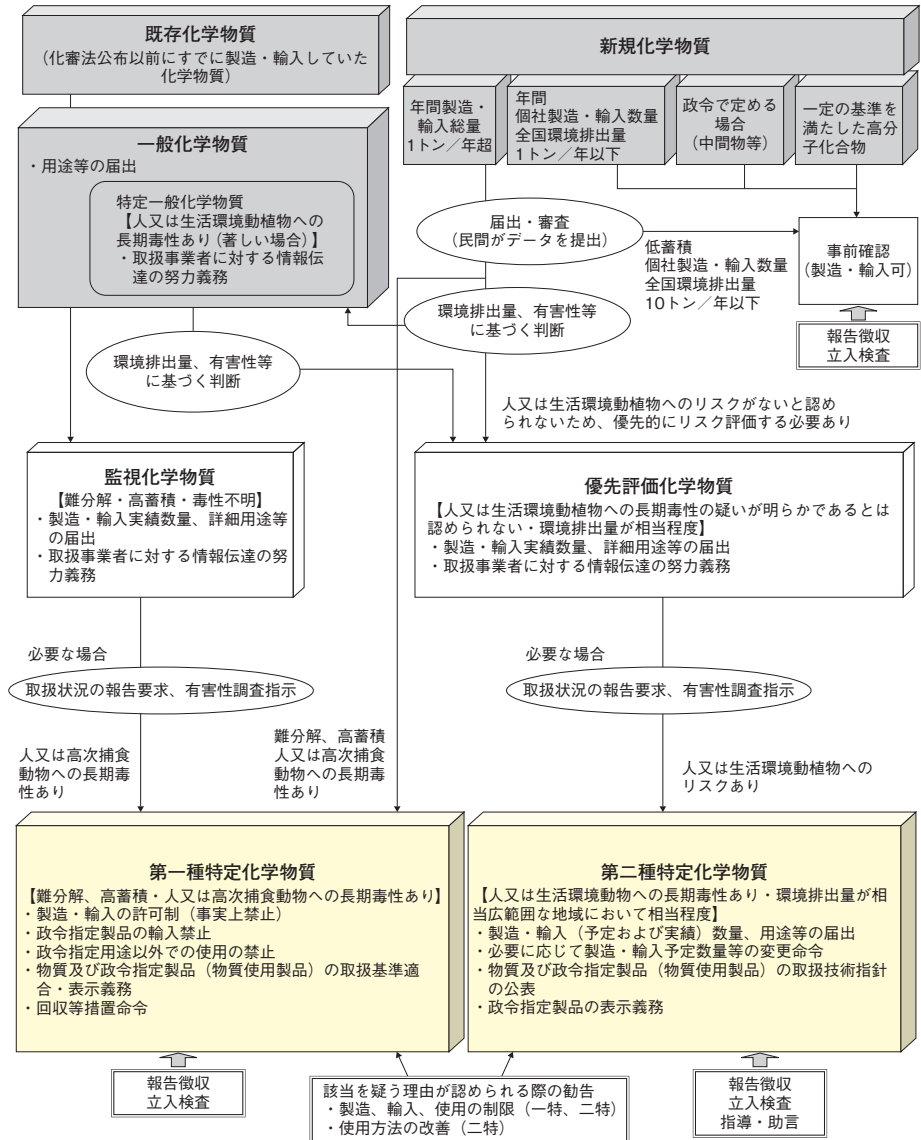 既存化学物質
（化審法公布以前にすでに製造・輸入していた
化学物質）
新規化学物質
年間製造・
輸入総量
1トン／年超
年間
個社製造・輸入数量
全国環境排出量
1トン／年以下
政令で定める
場合
（中間物等）
一定の基準を
満たした高分
子化合物
一般化学物質
・用途等の届出
特定一般化学物質
【人又は生活環境動植物への
長期毒性あり（著しい場合）】
・取扱事業者に対する情報伝
達の努力義務
届出・審査
（民間がデータを提出）
低蓄積
個社製造・輸入数量
全国環境排出量
10トン／年以下
事前確認
（製造・輸入可）
報告徴収
立入検査
環境排出量、有害性等
に基づく判断
環境排出量、有害性等
に基づく判断
人又は生活環境動植物へのリスクがないと認め
られないため、優先的にリスク評価する必要あり
監視化学物質
【難分解・高蓄積・毒性不明】
・製造・輸入実績数量、詳細用途等
の届出
・取扱事業者に対する情報伝達の努
力義務
優先評価化学物質
【人又は生活環境動植物への長期毒性の疑いが明らかであるとは
認められない・環境排出量が相当程度】
・製造・輸入実績数量、詳細用途等の届出
・取扱事業者に対する情報伝達の努力義務
必要な場合
取扱状況の報告要求、有害性調査指示
必要な場合
取扱状況の報告要求、有害性調査指示
人又は高次捕食
動物への長期毒
性あり
難分解、高蓄積
人又は高次捕食
動物への長期毒
性あり
人又は生活環境動植物への
リスクあり
第一種特定化学物質
【難分解、高蓄積・人又は高次捕食動物への長期毒性あり】
・製造・輸入の許可制（事実上禁止）
・政令指定製品の輸入禁止
・政令指定用途以外での使用の禁止
・物質及び政令指定製品（物質使用製品）の取扱基準適
合・表示義務
・回収等措置命令
第二種特定化学物質
【人又は生活環境動物への長期毒性あり・環境排出量が相
当広範囲な地域において相当程度】
・製造・輸入（予定および実績）数量、用途等の届出
・必要に応じて製造・輸入予定数量等の変更命令
・物質及び政令指定製品（物質使用製品）の取扱技術指針
の公表
・政令指定製品の表示義務
報告徴収
立入検査
該当を疑う理由が認められる際の勧告
・製造、輸入、使用の制限（一特、二特）
・使用方法の改善（二特）
報告徴収
立入検査
指導・助言